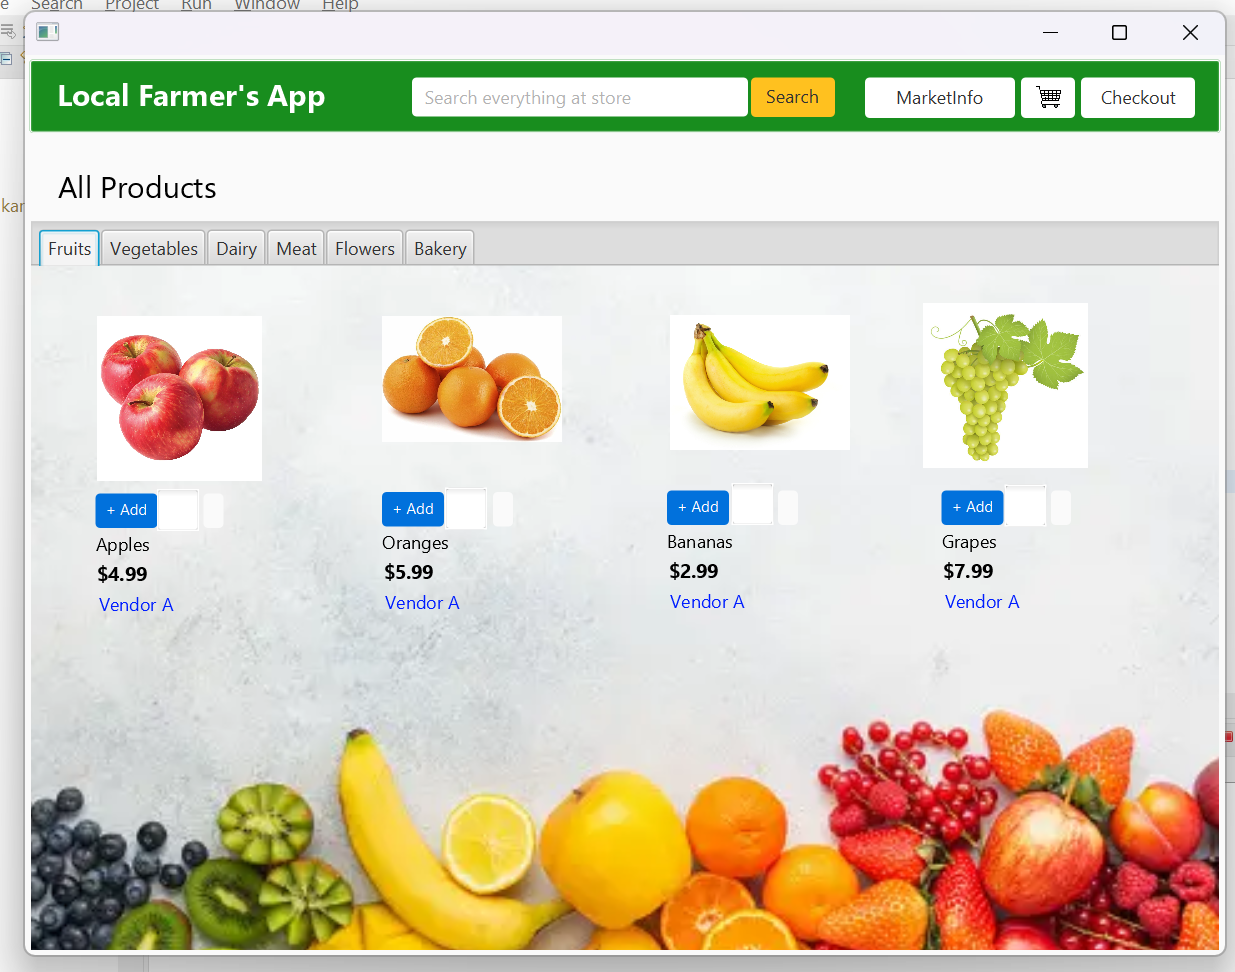 e Search Project Run Window Help
Local Farmer's App
Search everything at store
Search
MarketInfo
Checkout
All Products
kar
Fruits Vegetables Dairy Meat Flowers Bakery
+ Add
Apples
$4.99
Vendor A
+ Add
Oranges
$5.99
Vendor A
+ Add
Bananas
$2.99
Vendor A
+ Add
Grapes
$7.99
Vendor A